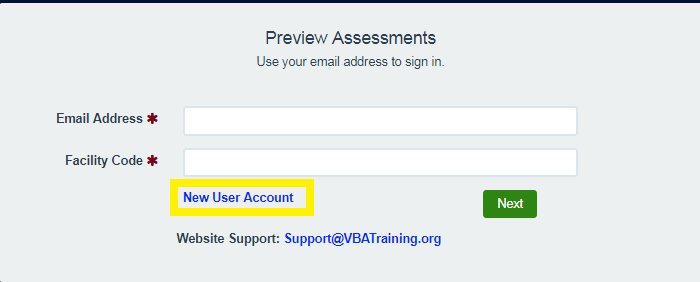 Preview Assessments
Use your email address to sign in.
Email Address ✱
Facility Code ✱
New User Account
Next
Website Support: Support@VBATraining.org